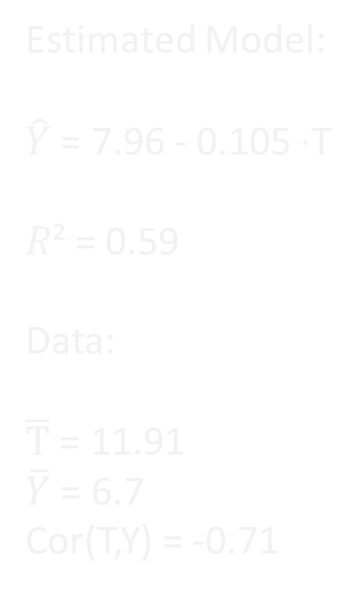 Estimated Model:
Ŷ = 7.96 - 0.105 ·T
R² = 0.59
Data:
T̅ = 11.91
Y̅ = 6.7
Cor(T,Y) = -0.71